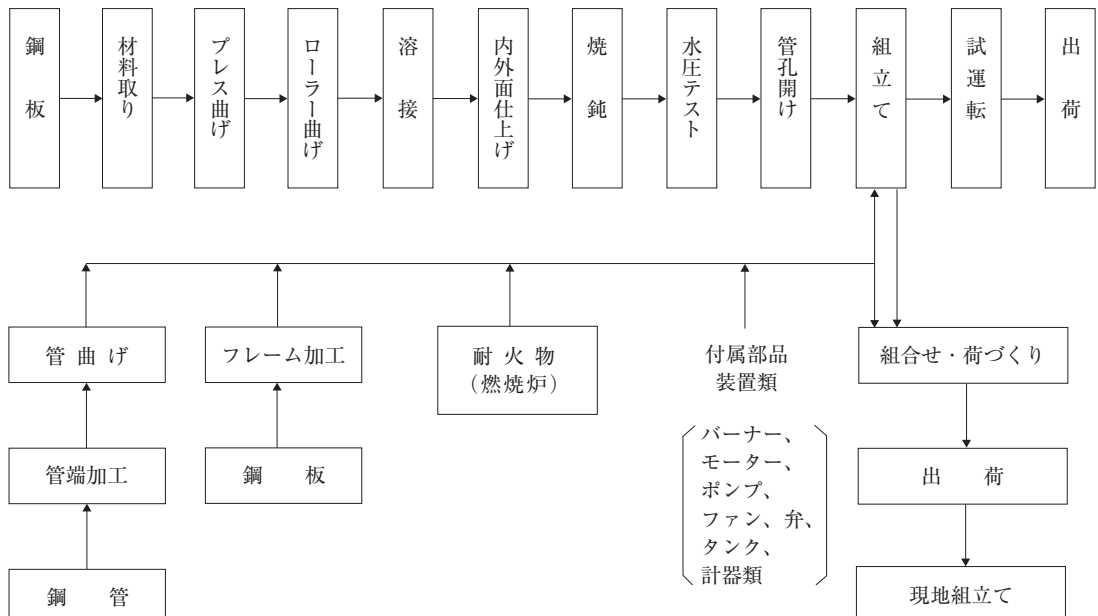 鋼板
材料取り
プレス曲げ
ローラー曲げ
溶接
内外面仕上げ
焼鈍
水圧テスト
管孔開け
組立て
試運転
出荷
管曲げ
フレーム加工
耐火物
(燃焼炉)
付属部品
装置類
組合せ・荷づくり
バーナー、
モーター、
ポンプ、
ファン、弁、
タンク、
計器類
管端加工
鋼板
出荷
鋼管
現地組立て